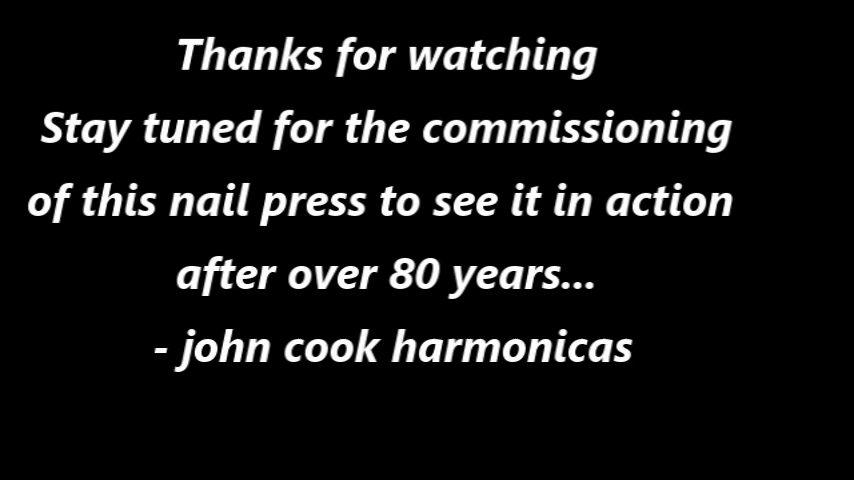 Thanks for watching
Stay tuned for the commissioning
of this nail press to see it in action
after over 80 years...
- john cook harmonicas